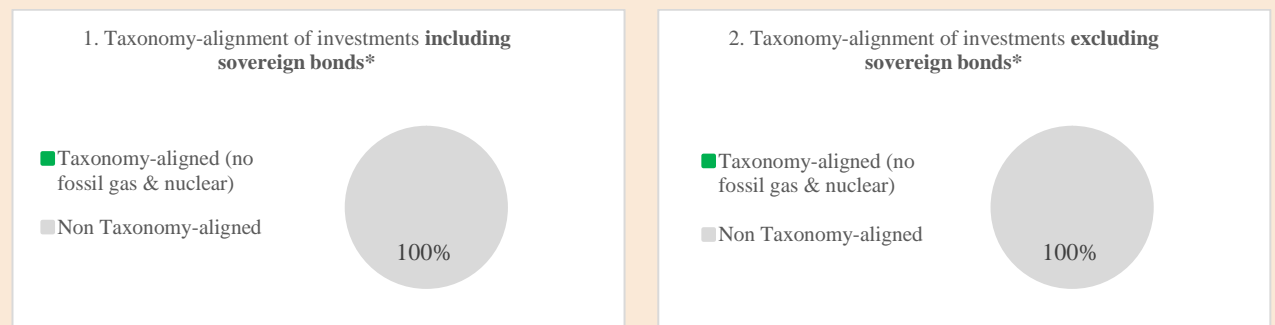 1. Taxonomy-alignment of investments including
sovereign bonds*
Taxonomy-aligned (no
fossil gas & nuclear)
Non Taxonomy-aligned
100%
2. Taxonomy-alignment of investments excluding
sovereign bonds*
Taxonomy-aligned (no
fossil gas & nuclear)
Non Taxonomy-aligned
100%